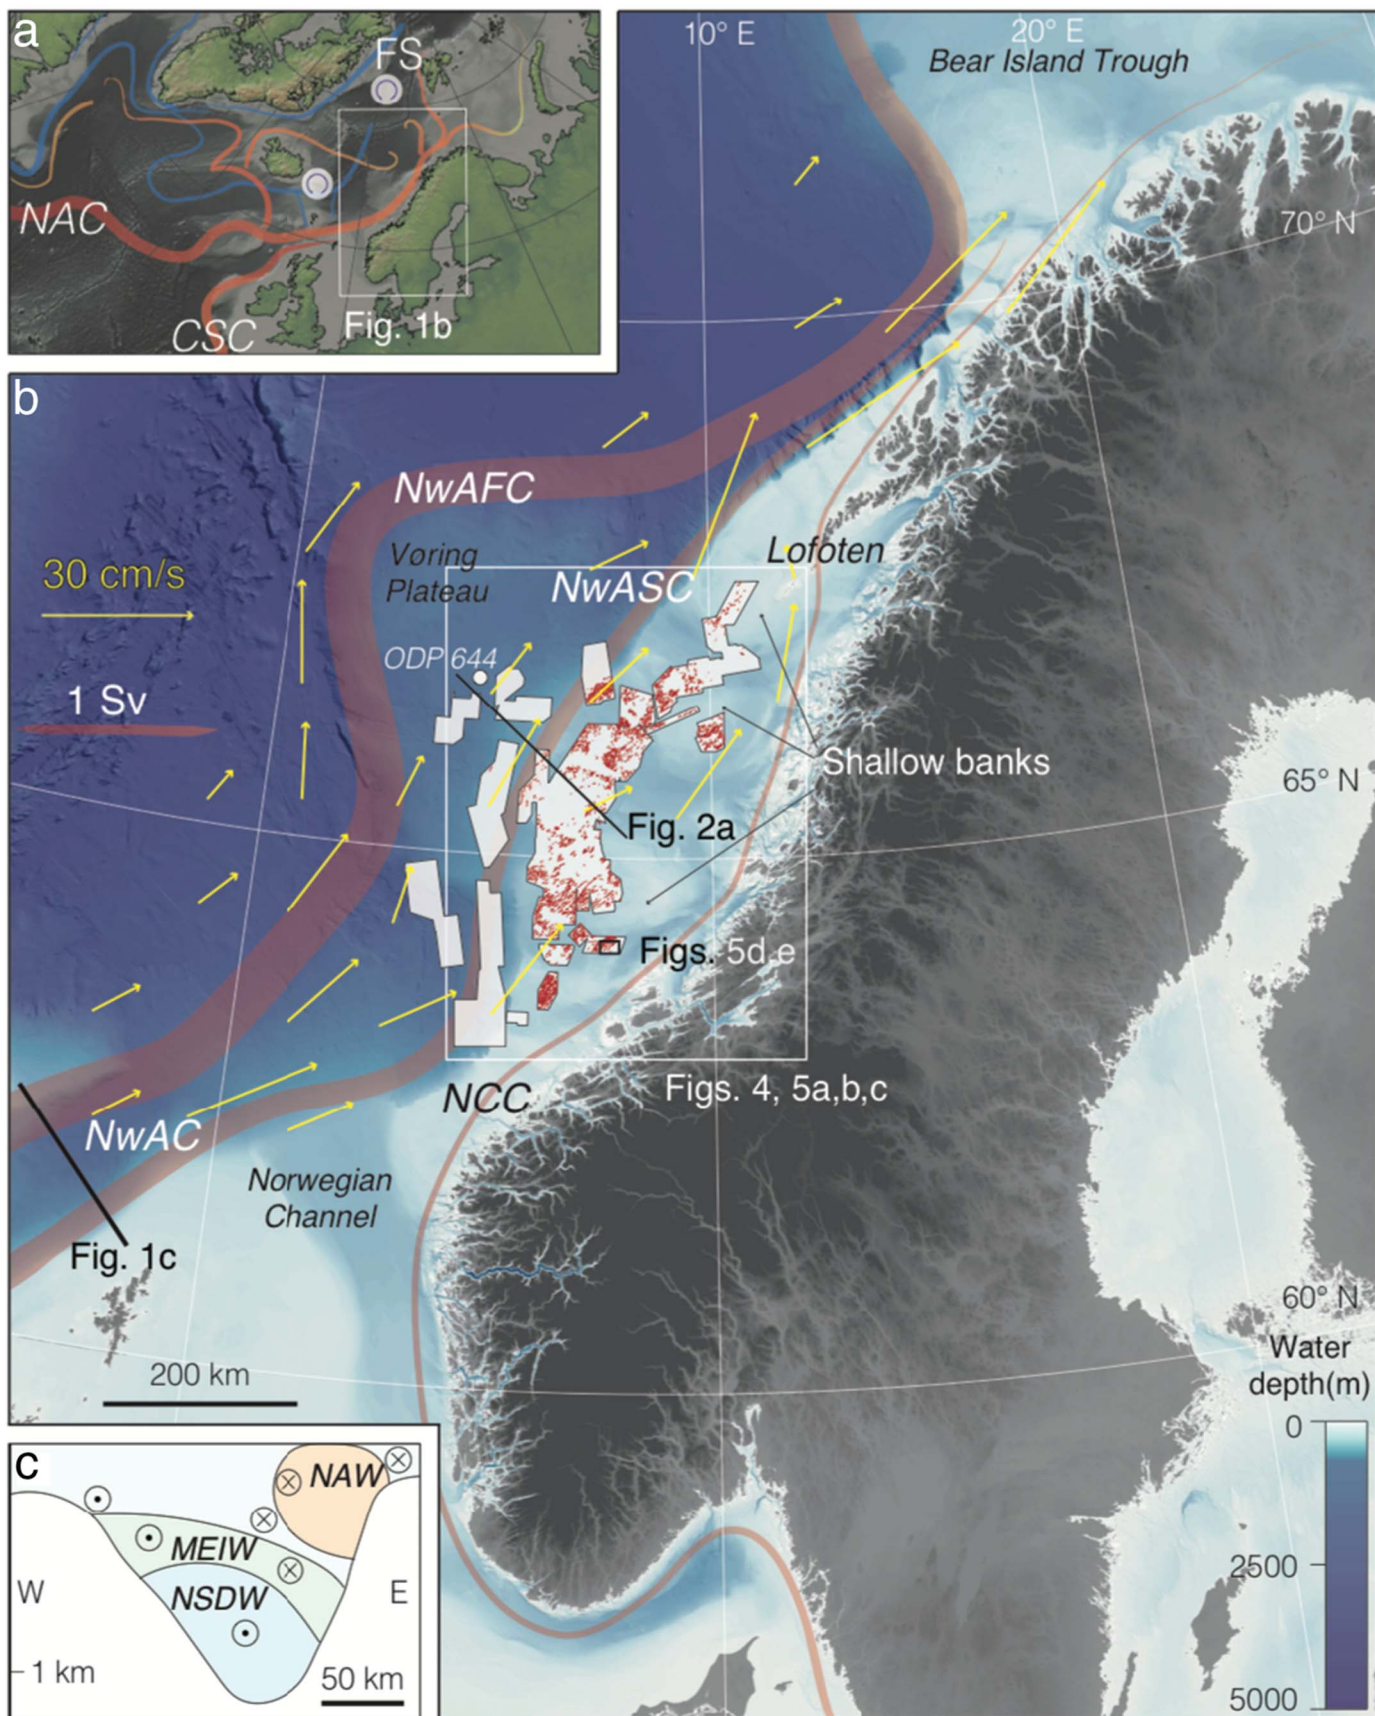 a
FS
NAC
CSC
Fig. 1b
10° E
20° E
Bear Island Trough
70° N
b
NwAFC
Vøring
Plateau
Lofoten
NwASC
30 cm/s
ODP 644
1 Sv
Shallow banks
65° N
Fig. 2a
Figs. 5d,e
NCC
Figs. 4, 5a,b,c
NwAC
Norwegian
Channel
Fig. 1c
60° N
200 km
Water
depth(m)
0
2500
5000
c
NAW
MEIW
NSDW
W
E
1 km
50 km